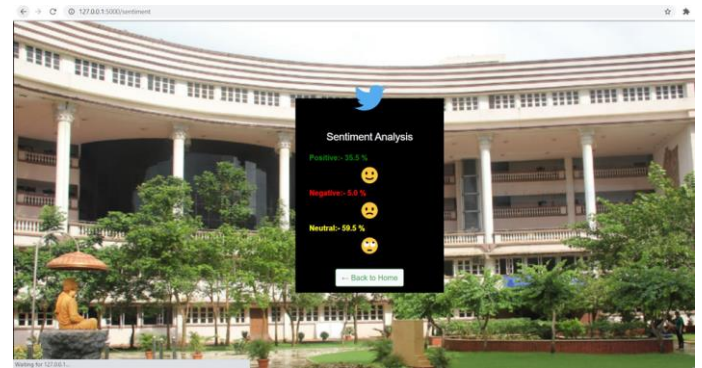 127.0.0.1:5000/sentiment
Sentiment Analysis
Positive:- 35.5 %
Negative:- 5.0 %
Neutral:- 59.5 %
← Back to Home
Waiting for 127.0.0.1...